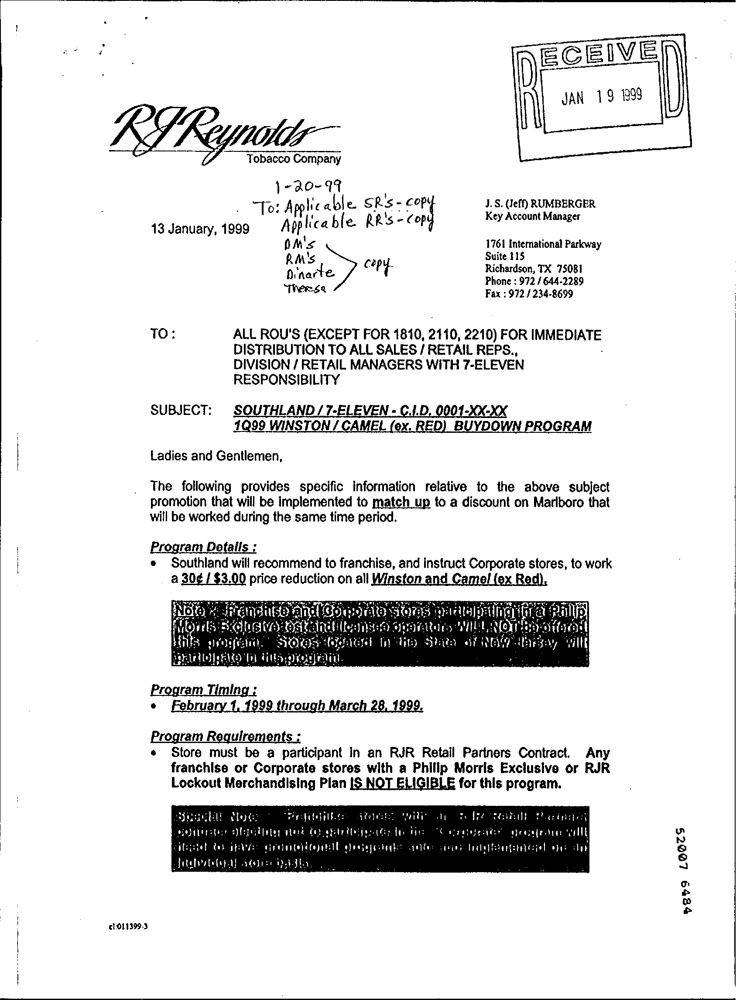 RECEIVED
JAN 19 1999
RJReynolds
Tobacco Company
1-20-99
To: Applicable SR's - copy
Applicable RR's - copy
DM's
RM's
Dinarte
Theresa
copy
J. S. (Jeff) RUMBERGER
Key Account Manager
13 January, 1999
1761 International Parkway
Suite 115
Richardson, TX 75081
Phone : 972 / 644-2289
Fax : 972 / 234-8699
TO : ALL ROU'S (EXCEPT FOR 1810, 2110, 2210) FOR IMMEDIATE
DISTRIBUTION TO ALL SALES / RETAIL REPS.,
DIVISION / RETAIL MANAGERS WITH 7-ELEVEN
RESPONSIBILITY
SUBJECT: SOUTHLAND / 7-ELEVEN - C.I.D. 0001-XX-XX
1Q99 WINSTON / CAMEL (ex. RED) BUYDOWN PROGRAM
Ladies and Gentlemen,
The following provides specific information relative to the above subject
promotion that will be implemented to match up to a discount on Marlboro that
will be worked during the same time period.
Program Details :
• Southland will recommend to franchise, and instruct Corporate stores, to work
a 30¢ / $3.00 price reduction on all Winston and Camel (ex Red).
Note : Franchise and Corporate stores participating in a Philip
Morris Exclusive test and licensee operators WILL NOT be offered
this program. Stores located in the State of New Jersey will
participate in this program.
Program Timing :
• February 1, 1999 through March 28, 1999.
Program Requirements :
• Store must be a participant in an RJR Retail Partners Contract. Any
franchise or Corporate stores with a Philip Morris Exclusive or RJR
Lockout Merchandising Plan IS NOT ELIGIBLE for this program.
Special Note : Franchise stores with an RJR Retail Partners
contract electing not to participate in the "Corporate" program will
need to have promotional programs sold and implemented on an
individual store basis.
52007 6484
cl:011399-3